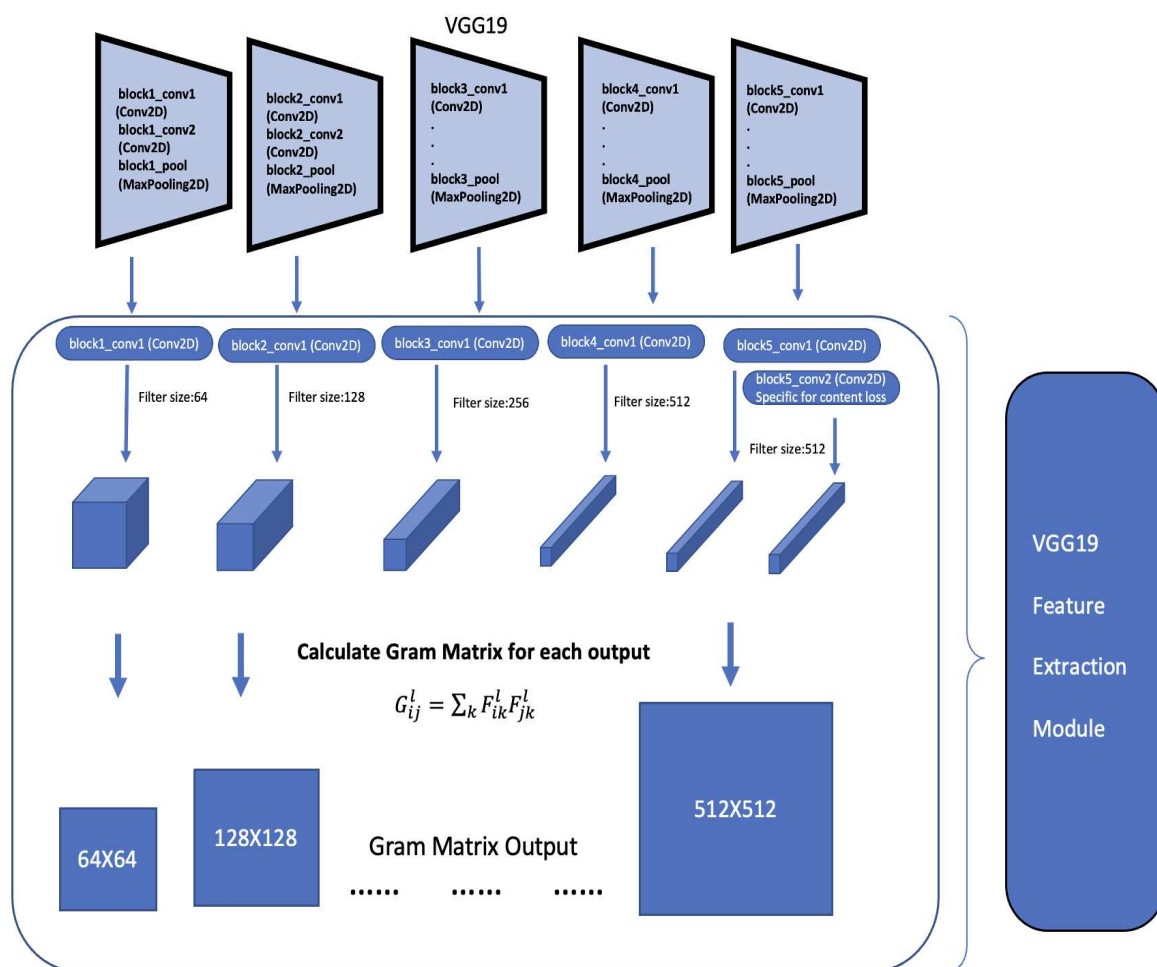 VGG19
block1_conv1
(Conv2D)
block1_conv2
(Conv2D)
block1_pool
(MaxPooling2D)
block2_conv1
(Conv2D)
block2_conv2
(Conv2D)
block2_pool
(MaxPooling2D)
block3_conv1
(Conv2D)
.
.
.
block3_pool
(MaxPooling2D)
block4_conv1
(Conv2D)
.
.
.
block4_pool
(MaxPooling2D)
block5_conv1
(Conv2D)
.
.
.
block5_pool
(MaxPooling2D)
block1_conv1 (Conv2D)
block2_conv1 (Conv2D)
block3_conv1 (Conv2D)
block4_conv1 (Conv2D)
block5_conv1 (Conv2D)
block5_conv2 (Conv2D)
Specific for content loss
Filter size:64
Filter size:128
Filter size:256
Filter size:512
Filter size:512
Calculate Gram Matrix for each output
$G_{ij}^{l} = \sum_k F_{ik}^{l} F_{jk}^{l}$
64X64
128X128
Gram Matrix Output
...... ...... ......
512X512
VGG19
Feature
Extraction
Module